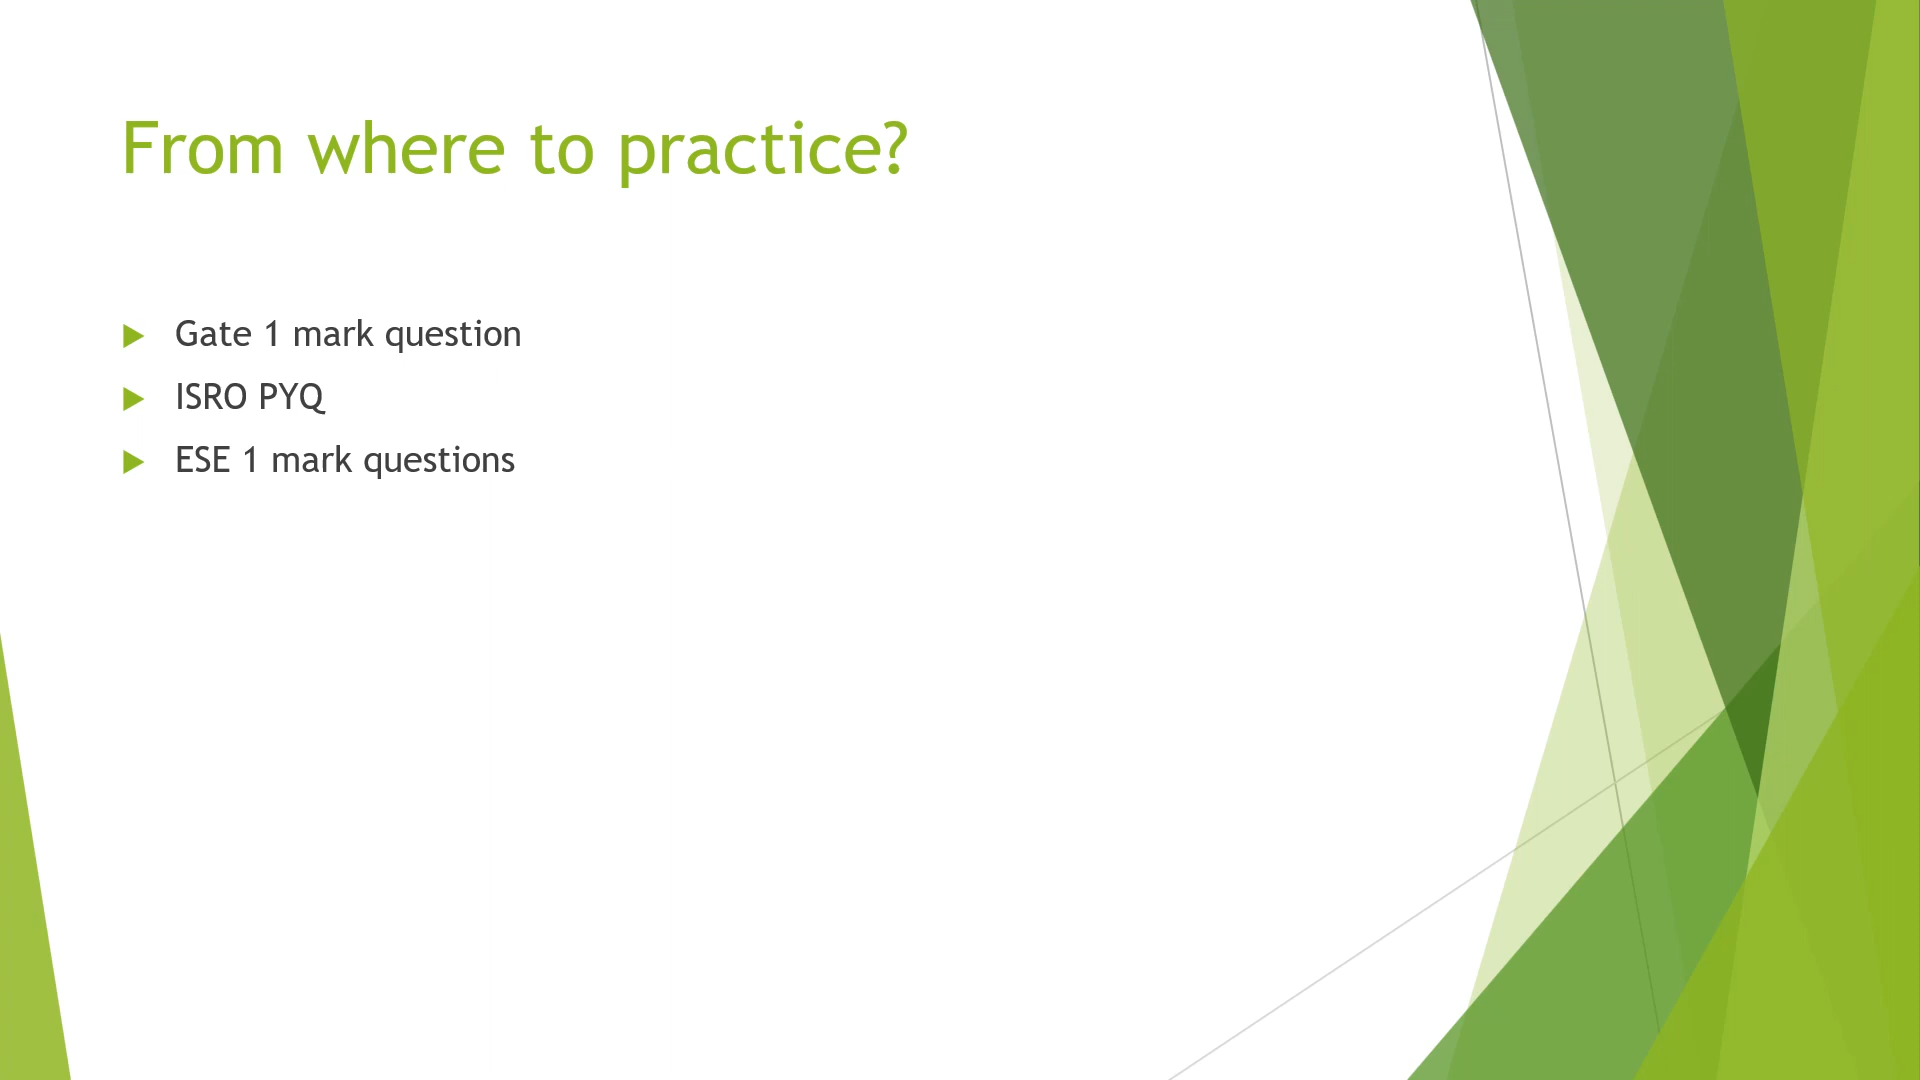 From where to practice?
Gate 1 mark question
ISRO PYQ
ESE 1 mark questions